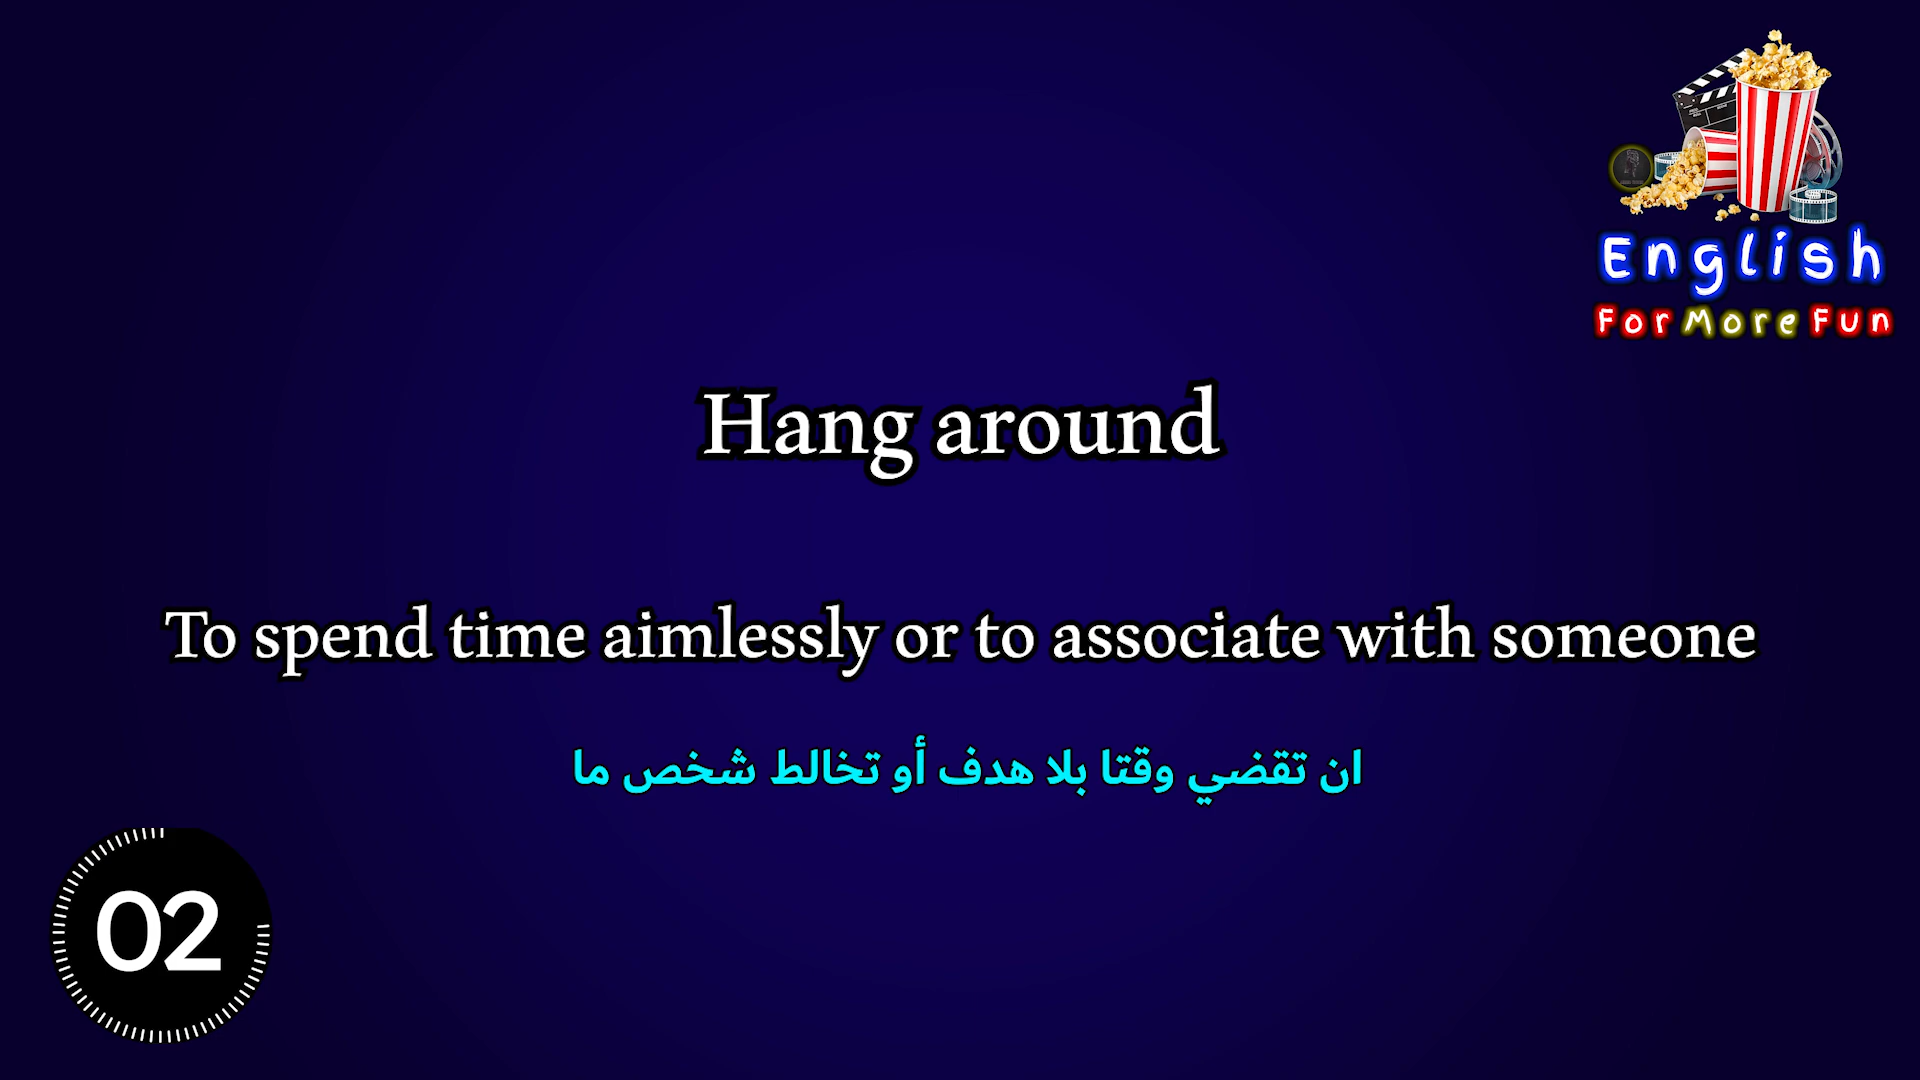 English
For More Fun
Hang around
To spend time aimlessly or to associate with someone
ان تقضي وقتا بلا هدف أو تخالط شخص ما
02